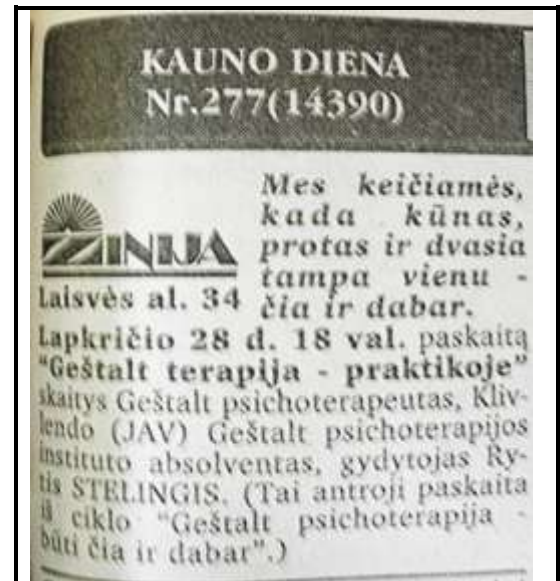 KAUNO DIENA
Nr.277(14390)
Mes keičiamės,
kada kūnas,
protas ir dvasia
tampa vienu -
čia ir dabar.
ŽINIJA
Laisvės al. 34
Lapkričio 28 d. 18 val. paskaitą
“Geštalt terapija - praktikoje”
skaitys Geštalt psichoterapeutas, Kliv-
lendo (JAV) Geštalt psichoterapijos
instituto absolventas, gydytojas Ry-
tis STELINGIS. (Tai antroji paskaita
iš ciklo “Geštalt psichoterapija -
būti čia ir dabar”.)